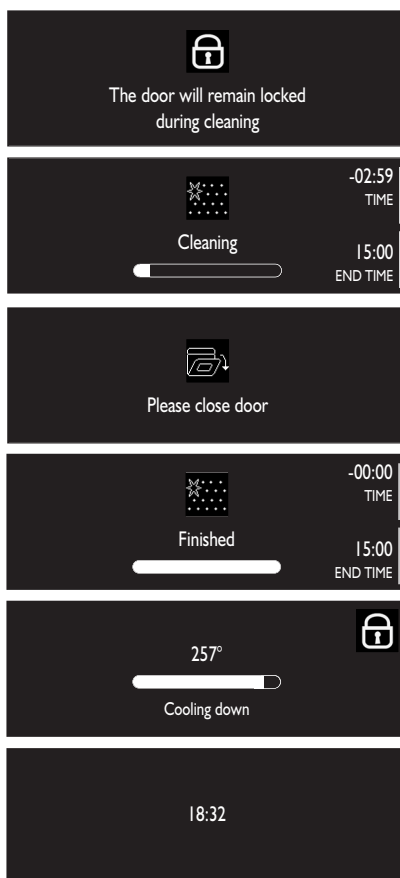 The door will remain locked
during cleaning
-02:59
TIME
Cleaning
15:00
END TIME
Please close door
-00:00
TIME
Finished
15:00
END TIME
257°
Cooling down
18:32